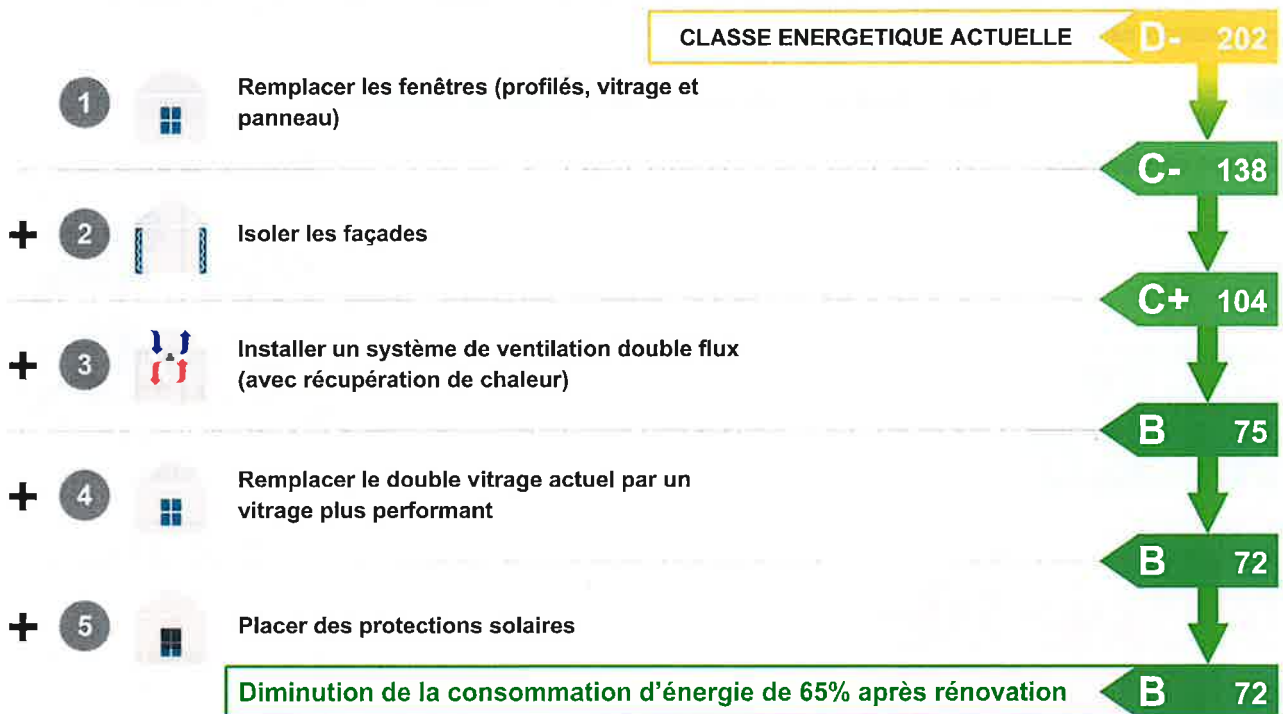 CLASSE ENERGETIQUE ACTUELLE D- 202
1 Remplacer les fenêtres (profilés, vitrage et
panneau)
C- 138
+ 2 Isoler les façades
C+ 104
+ 3 Installer un système de ventilation double flux
(avec récupération de chaleur)
B 75
+ 4 Remplacer le double vitrage actuel par un
vitrage plus performant
B 72
+ 5 Placer des protections solaires
Diminution de la consommation d'énergie de 65% après rénovation B 72